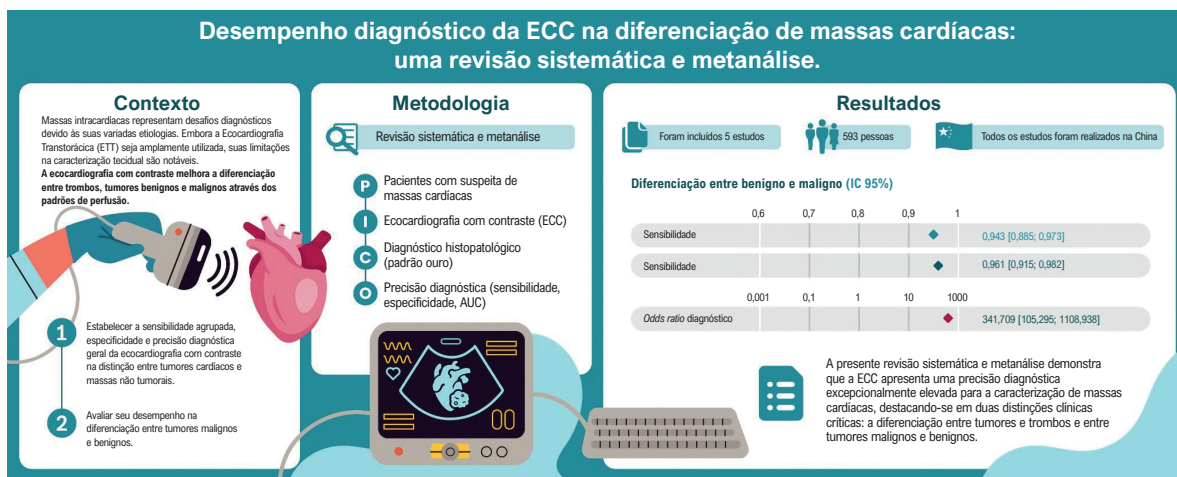 Desempenho diagnóstico da ECC na diferenciação de massas cardíacas:
uma revisão sistemática e metanálise.
Contexto
Massas intracardíacas representam desafios diagnósticos
devido às suas variadas etiologias. Embora a Ecocardiografia
Transtorácica (ETT) seja amplamente utilizada, suas limitações
na caracterização tecidual são notáveis.
A ecocardiografia com contraste melhora a diferenciação
entre trombos, tumores benignos e malignos através dos
padrões de perfusão.
1
Estabelecer a sensibilidade agrupada,
especificidade e precisão diagnóstica
geral da ecocardiografia com contraste
na distinção entre tumores cardíacos e
massas não tumorais.
2
Avaliar seu desempenho na
diferenciação entre tumores malignos
e benignos.
Metodologia
Revisão sistemática e metanálise
P
Pacientes com suspeita de
massas cardíacas
I
Ecocardiografia com contraste (ECC)
C
Diagnóstico histopatológico
(padrão ouro)
O
Precisão diagnóstica (sensibilidade,
especificidade, AUC)
Resultados
Foram incluídos 5 estudos
593 pessoas
Todos os estudos foram realizados na China
Diferenciação entre benigno e maligno (IC 95%)
0,6 0,7 0,8 0,9 1
Sensibilidade 0,943 [0,885; 0,973]
Sensibilidade 0,961 [0,915; 0,982]
0,001 0,1 1 10 1000
Odds ratio diagnóstico 341,709 [105,295; 1108,938]
A presente revisão sistemática e metanálise demonstra
que a ECC apresenta uma precisão diagnóstica
excepcionalmente elevada para a caracterização de massas
cardíacas, destacando-se em duas distinções clínicas
críticas: a diferenciação entre tumores e trombos e entre
tumores malignos e benignos.